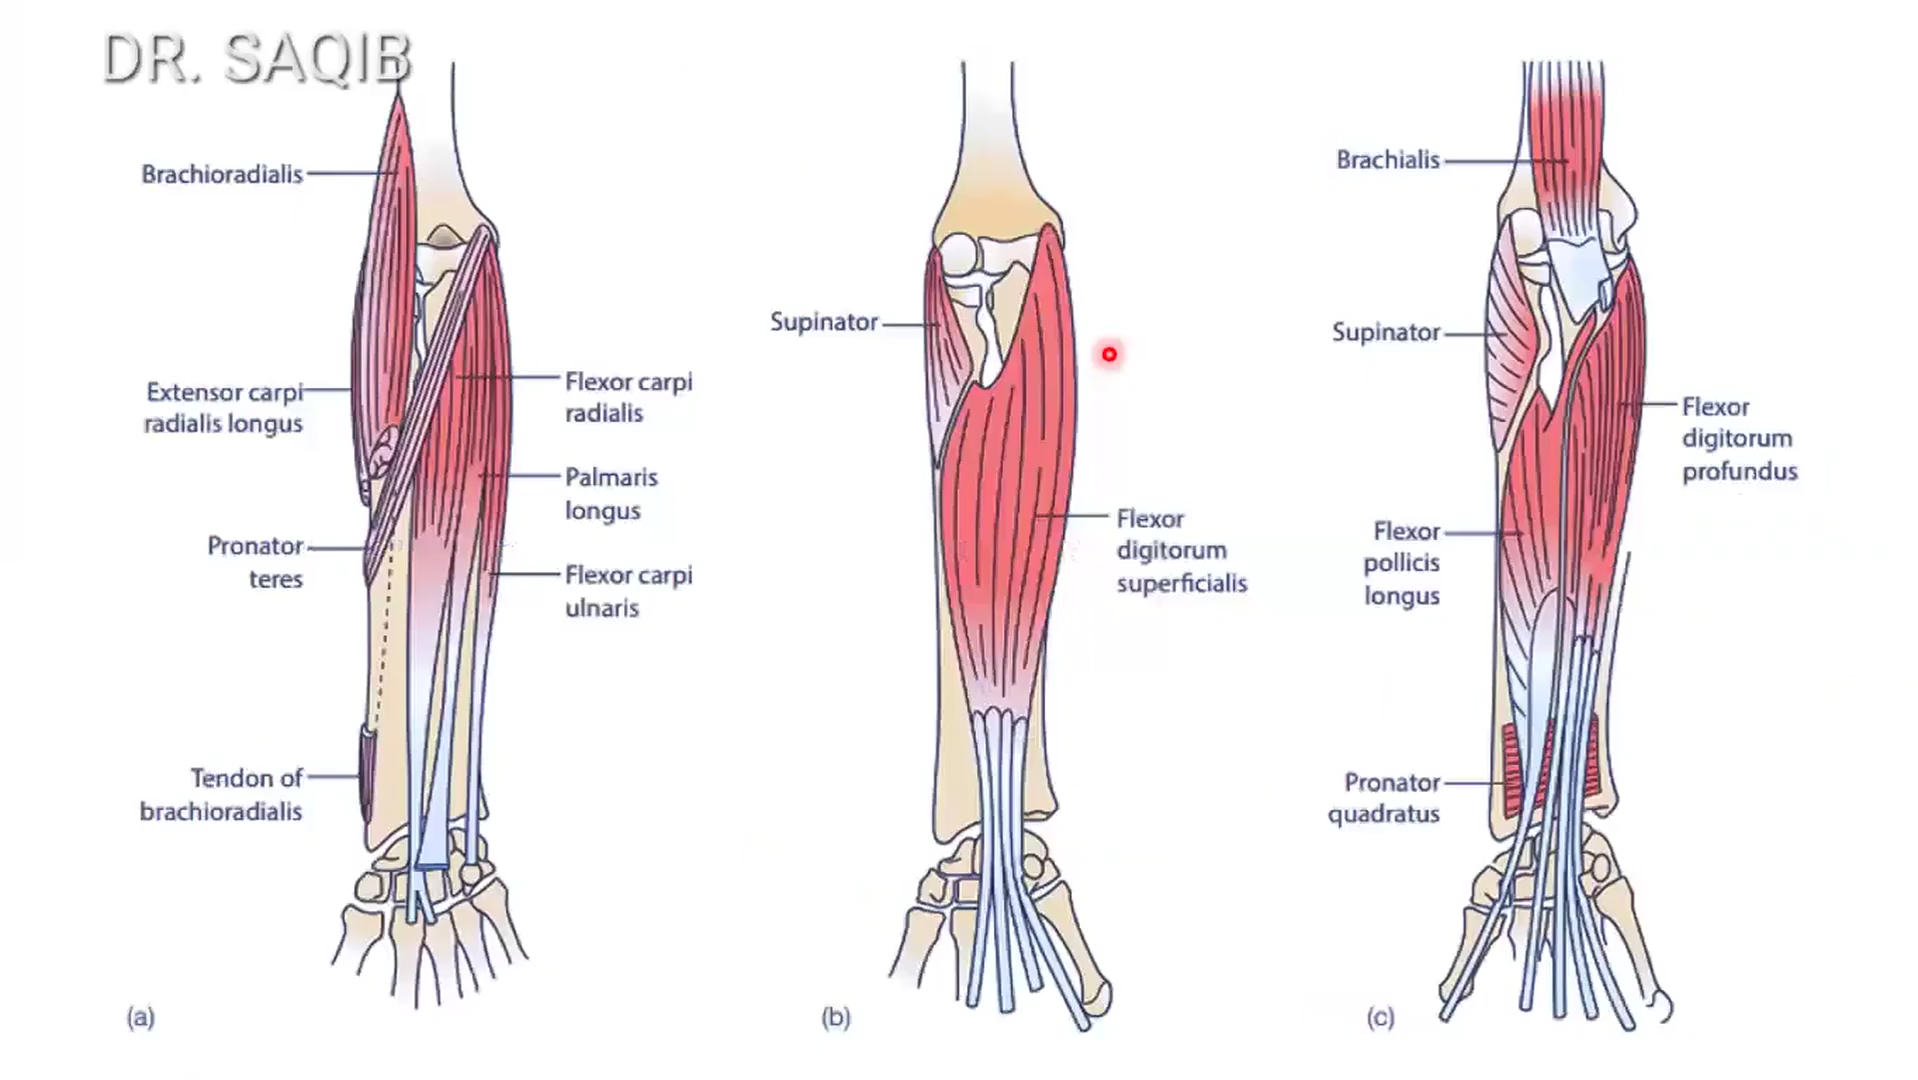 DR. SAQIB
Brachioradialis
Extensor carpi
radialis longus
Pronator
teres
Tendon of
brachioradialis
Flexor carpi
radialis
Palmaris
longus
Flexor carpi
ulnaris
(a)
Supinator
Flexor
digitorum
superficialis
(b)
Brachialis
Supinator
Flexor
pollicis
longus
Pronator
quadratus
Flexor
digitorum
profundus
(c)